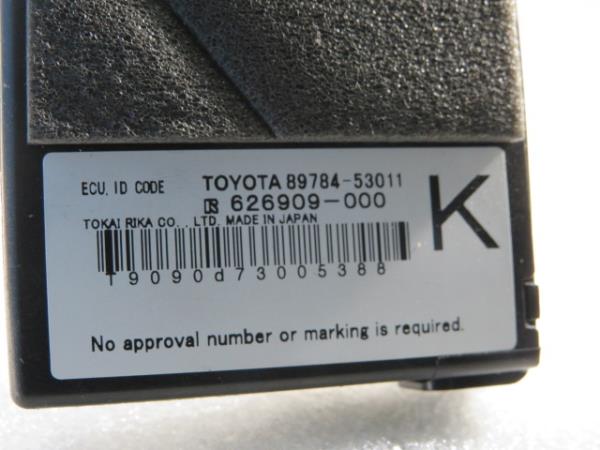 ECU. ID CODE TOYOTA 89784-53011
626909-000
TOKAI RIKA CO., LTD. MADE IN JAPAN
K
T9090d73005388
No approval number or marking is required.